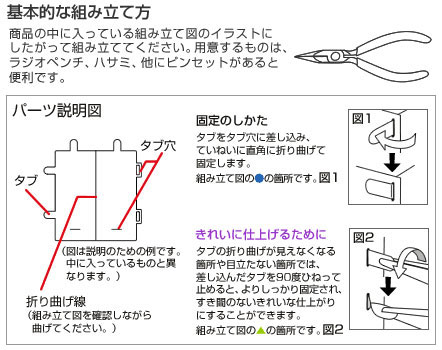 基本的な組み立て方
商品の中に入っている組み立て図のイラストに
したがって組み立ててください。用意するものは、
ラジオペンチ、ハサミ、他にピンセットがあると
便利です。
パーツ説明図
タブ穴
タブ
(図は説明のための例です。
中に入っているものと異
なります。)
折り曲げ線
(組み立て図を確認しながら
曲げてください。)
固定のしかた
タブをタブ穴に差し込み、
ていねいに直角に折り曲げて
固定します。
組み立て図の●の箇所です。図1
図1
きれいに仕上げるために
タブの折り曲げが見えなくなる
箇所や目立たない箇所では、
差し込んだタブを90度ひねって
止めると、よりしっかり固定され、
すき間のないきれいな仕上がり
にすることができます。
組み立て図の▲の箇所です。図2
図2